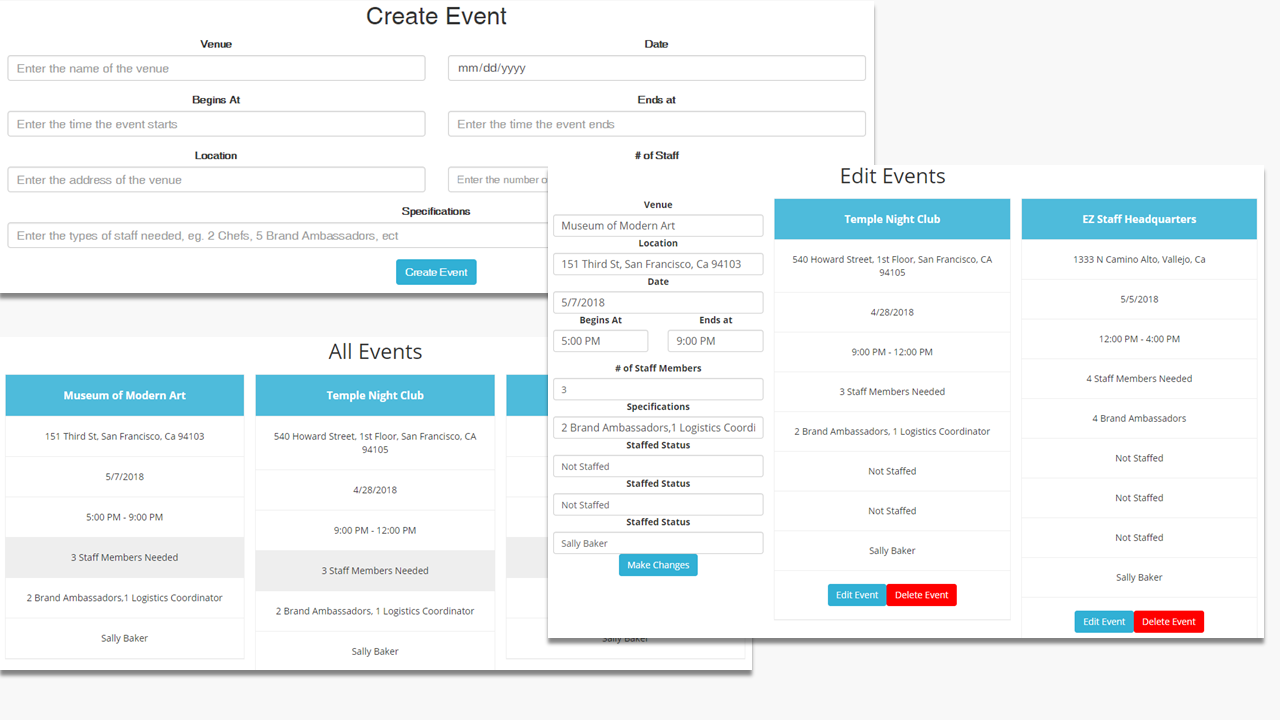 Create Event
Venue
Date
Enter the name of the venue
mm/dd/yyyy
Begins At
Ends at
Enter the time the event starts
Enter the time the event ends
Location
# of Staff
Enter the address of the venue
Enter the number
Specifications
Enter the types of staff needed, eg. 2 Chefs, 5 Brand Ambassadors, ect
Create Event
Edit Events
Venue
Museum of Modern Art
Location
151 Third St, San Francisco, Ca 94103
Date
5/7/2018
Begins At
Ends at
5:00 PM
9:00 PM
# of Staff Members
3
Specifications
2 Brand Ambassadors,1 Logistics Coordi
Staffed Status
Not Staffed
Staffed Status
Not Staffed
Staffed Status
Sally Baker
Make Changes
Temple Night Club
540 Howard Street, 1st Floor, San Francisco, CA
94105
4/28/2018
9:00 PM - 12:00 PM
3 Staff Members Needed
2 Brand Ambassadors, 1 Logistics Coordinator
Not Staffed
Not Staffed
Sally Baker
Edit Event
Delete Event
EZ Staff Headquarters
1333 N Camino Alto, Vallejo, Ca
5/5/2018
12:00 PM - 4:00 PM
4 Staff Members Needed
4 Brand Ambassadors
Not Staffed
Not Staffed
Not Staffed
Sally Baker
Edit Event
Delete Event
All Events
Museum of Modern Art
151 Third St, San Francisco, Ca 94103
5/7/2018
5:00 PM - 9:00 PM
3 Staff Members Needed
2 Brand Ambassadors,1 Logistics Coordinator
Sally Baker
Temple Night Club
540 Howard Street, 1st Floor, San Francisco, CA
94105
4/28/2018
9:00 PM - 12:00 PM
3 Staff Members Needed
2 Brand Ambassadors, 1 Logistics Coordinator
Sally Baker
Sally Baker